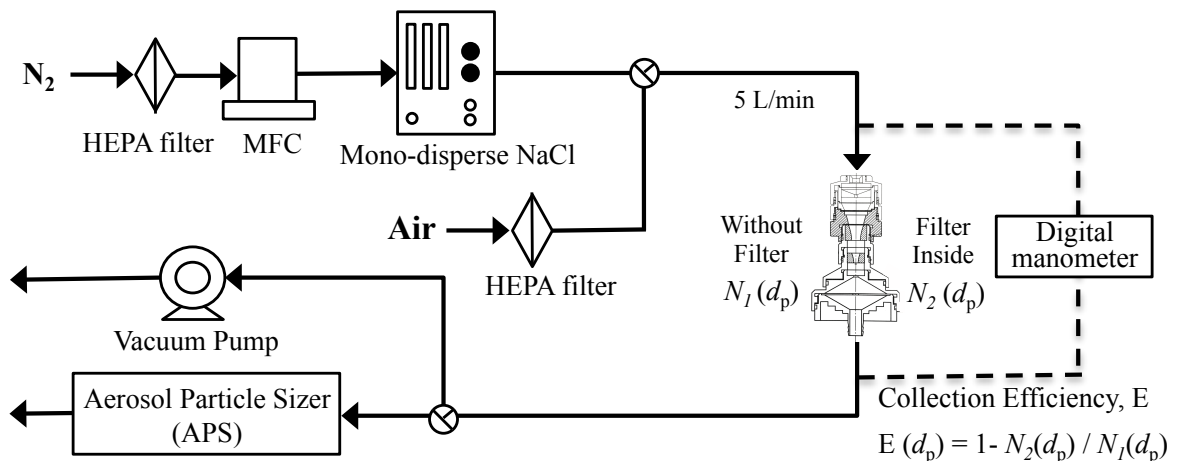 N₂
HEPA filter
MFC
Mono-disperse NaCl
5 L/min
Air
HEPA filter
Without
Filter
N₁ (dₚ)
Filter
Inside
N₂ (dₚ)
Digital
manometer
Vacuum Pump
Aerosol Particle Sizer
(APS)
Collection Efficiency, E
E (dₚ) = 1- N₂(dₚ) / N₁(dₚ)